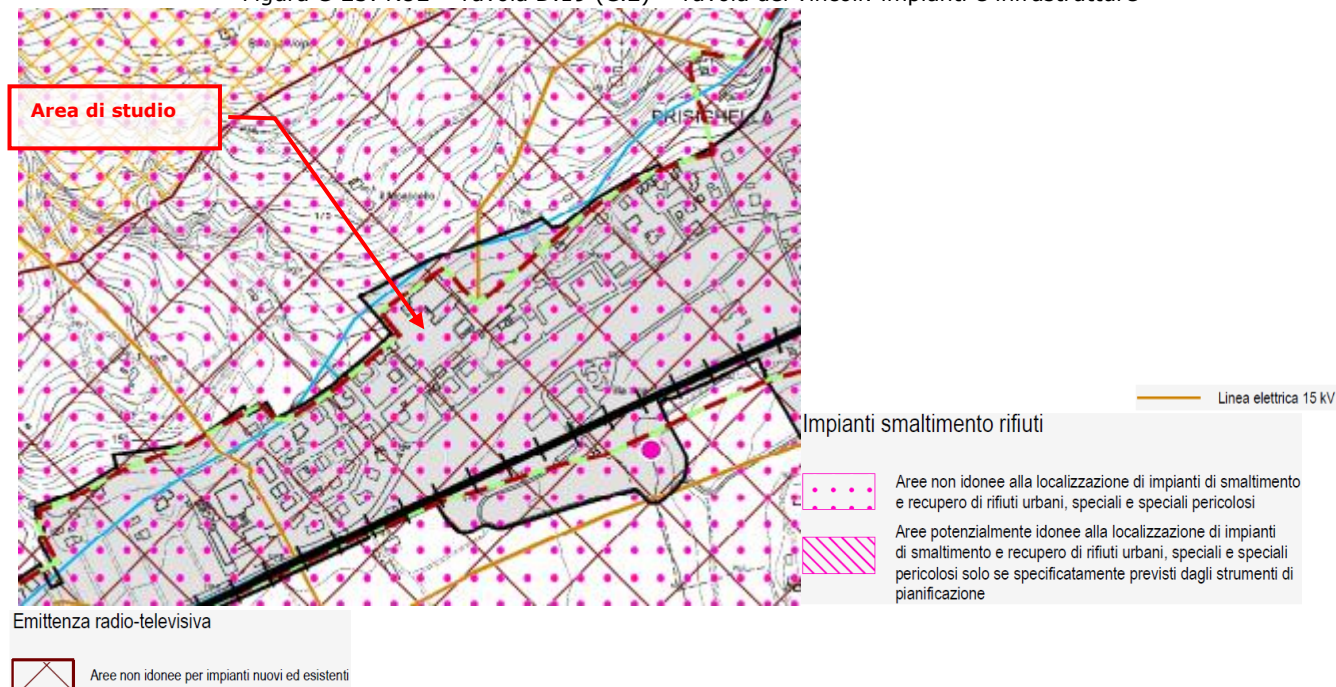 Area di studio
BRISIGHELLA
Linea elettrica 15 kV
Impianti smaltimento rifiuti
Aree non idonee alla localizzazione di impianti di smaltimento
e recupero di rifiuti urbani, speciali e speciali pericolosi
Aree potenzialmente idonee alla localizzazione di impianti
di smaltimento e recupero di rifiuti urbani, speciali e speciali
pericolosi solo se specificatamente previsti dagli strumenti di
pianificazione
Emittenza radio-televisiva
Aree non idonee per impianti nuovi ed esistenti